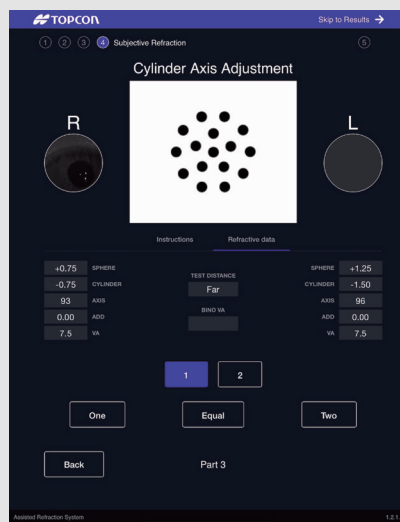 TOPCON
Skip to Results →
1 2 3 4 Subjective Refraction 5
Cylinder Axis Adjustment
R
L
Instructions Refractive data
+0.75 SPHERE
-0.75 CYLINDER
93 AXIS
0.00 ADD
7.5 VA
TEST DISTANCE
Far
BINO VA
SPHERE +1.25
CYLINDER -1.50
AXIS 96
ADD 0.00
VA 7.5
1 2
One Equal Two
Back Part 3
Assisted Refraction System 1.2.1